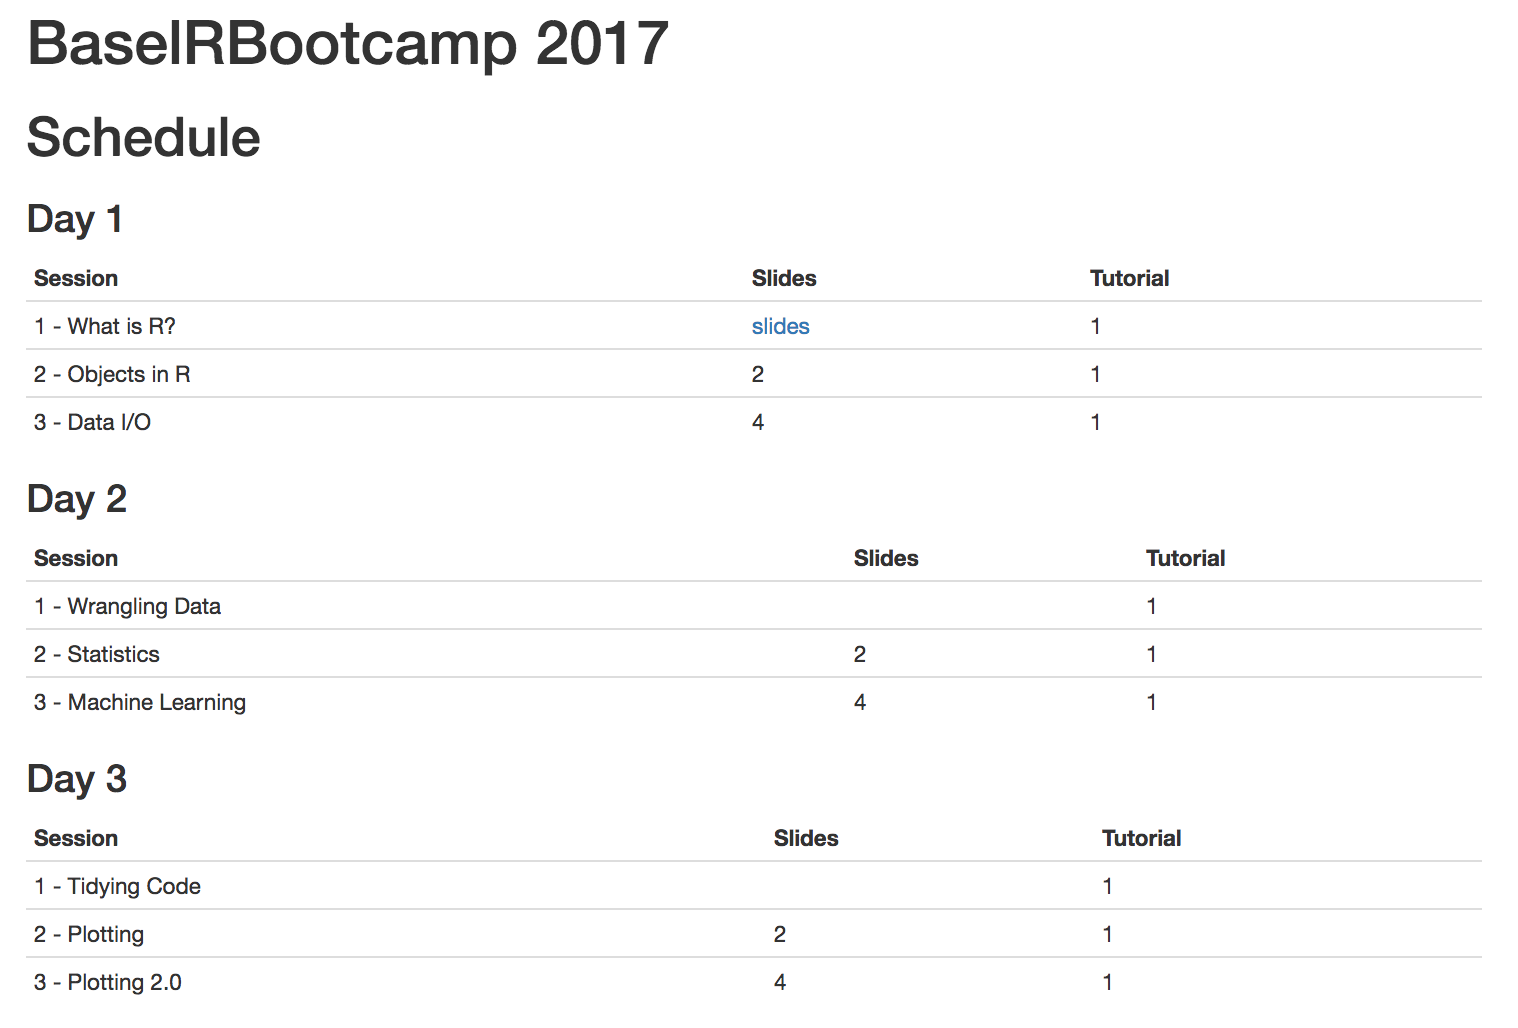 BaselRBootcamp 2017
Schedule
Day 1
Session Slides Tutorial
1 - What is R? slides 1
2 - Objects in R 2 1
3 - Data I/O 4 1
Day 2
Session Slides Tutorial
1 - Wrangling Data 1
2 - Statistics 2 1
3 - Machine Learning 4 1
Day 3
Session Slides Tutorial
1 - Tidying Code 1
2 - Plotting 2 1
3 - Plotting 2.0 4 1